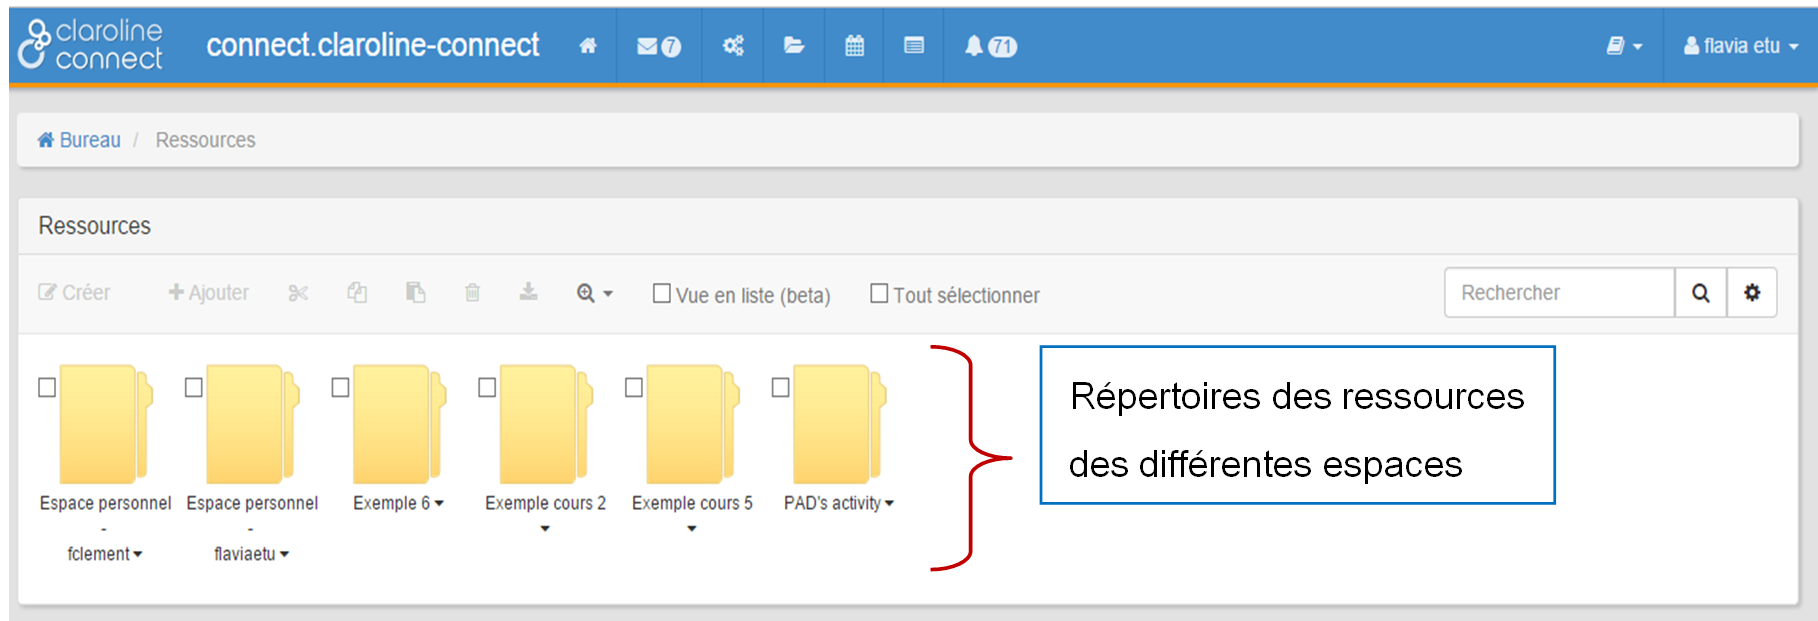 claroline
connect
connect.claroline-connect 7 71 flavia etu
Bureau / Ressources
Ressources
Créer Ajouter Vue en liste (beta) Tout sélectionner Rechercher
Répertoires des ressources
des différentes espaces
Espace personnel
-
fclement
Espace personnel
-
flaviaetu
Exemple 6
Exemple cours 2
Exemple cours 5
PAD's activity